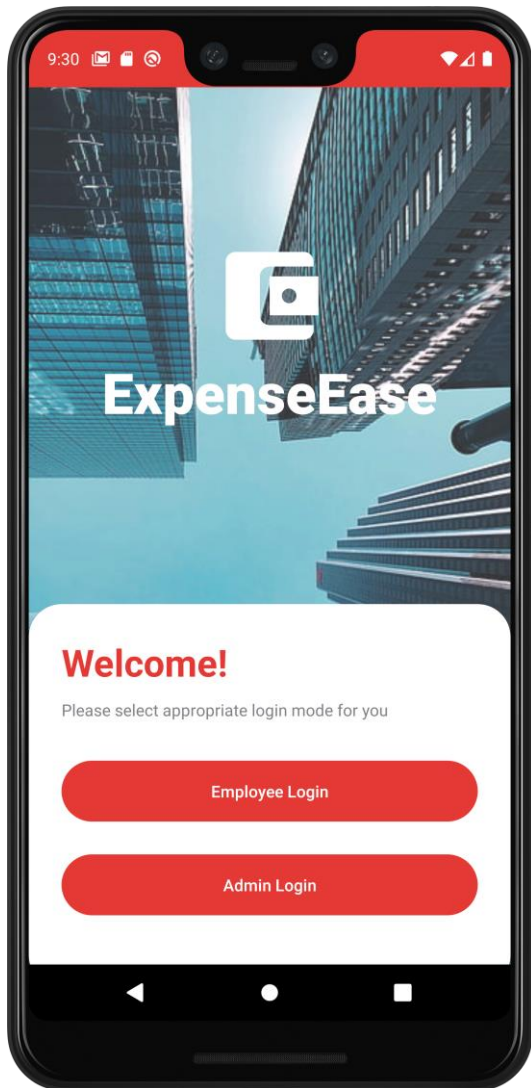 9:30
ExpenseEase
Welcome!
Please select appropriate login mode for you
Employee Login
Admin Login